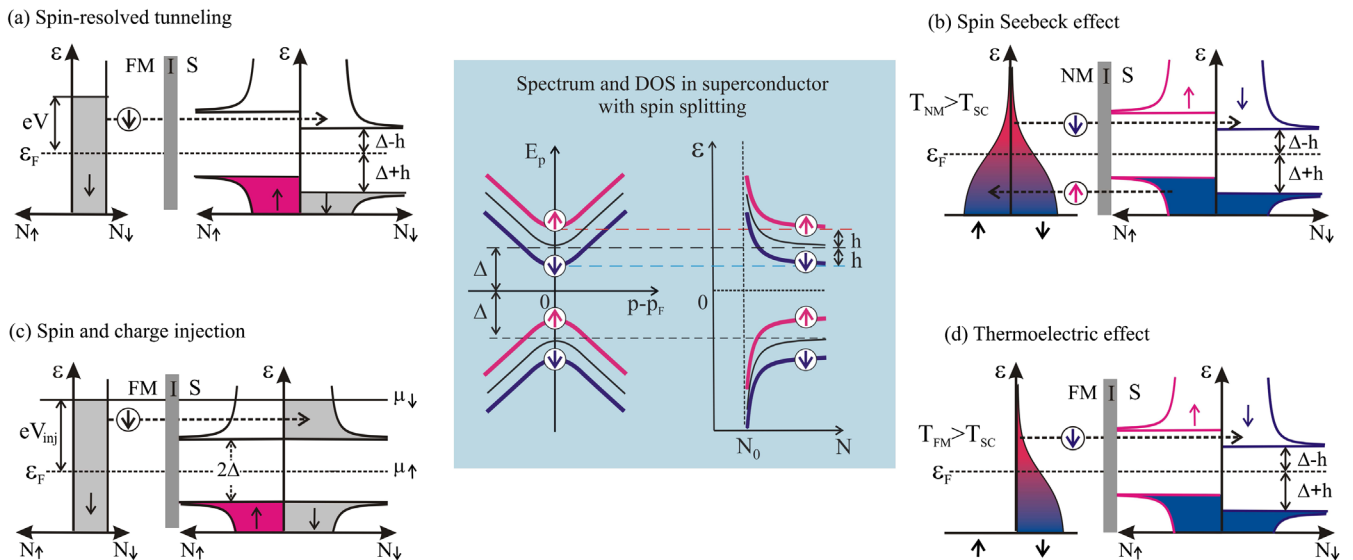 (a) Spin-resolved tunneling
ε
FM I S
eV
ε_F
Δ-h
Δ+h
↓
↓
↑
↓
N↑ N↓ N↑ N↓
Spectrum and DOS in superconductor
with spin splitting
E_p
ε
↑
↑
h
h
↓
↓
Δ
Δ
0
p-p_F
0
↑
↑
↓
↓
N_0
N
(b) Spin Seebeck effect
ε
NM I S
T_NM>T_SC
↑
↓
↓
ε_F
Δ-h
Δ+h
↑
N↑ N↓
↑ ↓
(c) Spin and charge injection
ε
FM I S
ε
μ↓
↓
eV_inj
ε_F
2Δ
μ↑
↓
↑
↓
N↑ N↓ N↑ N↓
(d) Thermoelectric effect
ε
FM I S
T_FM>T_SC
↑
↓
↓
ε_F
Δ-h
Δ+h
N↑ N↓
↑ ↓